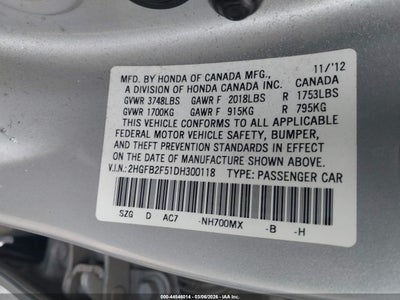 11/'12
MFD. BY HONDA OF CANADA MFG., CANADA
A DIVISION OF HONDA CANADA INC.
GVWR 3748LBS GAWR F 2018LBS R 1753LBS
GVWR 1700KG GAWR F 915KG R 795KG
THIS VEHICLE CONFORMS TO ALL APPLICABLE
FEDERAL MOTOR VEHICLE SAFETY, BUMPER,
AND THEFT PREVENTION STANDARDS IN EFFECT
ON THE DATE OF MANUFACTURE SHOWN ABOVE.
V.I.N.: 2HGFB2F51DH300118 TYPE: PASSENGER CAR
SZG D AC7 -NH700MX -B -H
© STOCK: 44546014 - 03/06/2026 - IAA Inc.